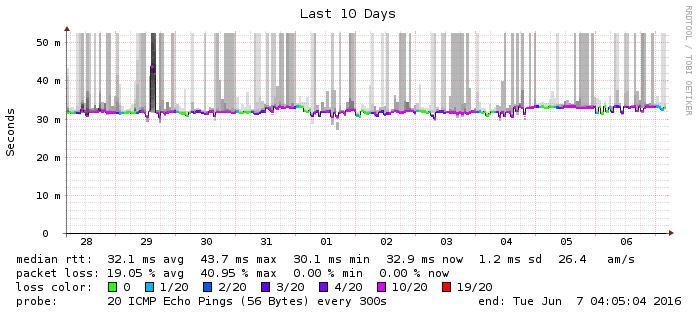 Last 10 Days
RRDTOOL / TOBI OETIKER
Seconds
50 m
40 m
30 m
20 m
10 m
0
28 29 30 31 01 02 03 04 05 06
median rtt: 32.1 ms avg 43.7 ms max 30.1 ms min 32.9 ms now 1.2 ms sd 26.4 am/s
packet loss: 19.05 % avg 40.95 % max 0.00 % min 0.00 % now
loss color: 0 1/20 2/20 3/20 4/20 10/20 19/20
probe: 20 ICMP Echo Pings (56 Bytes) every 300s end: Tue Jun 7 04:05:04 2016